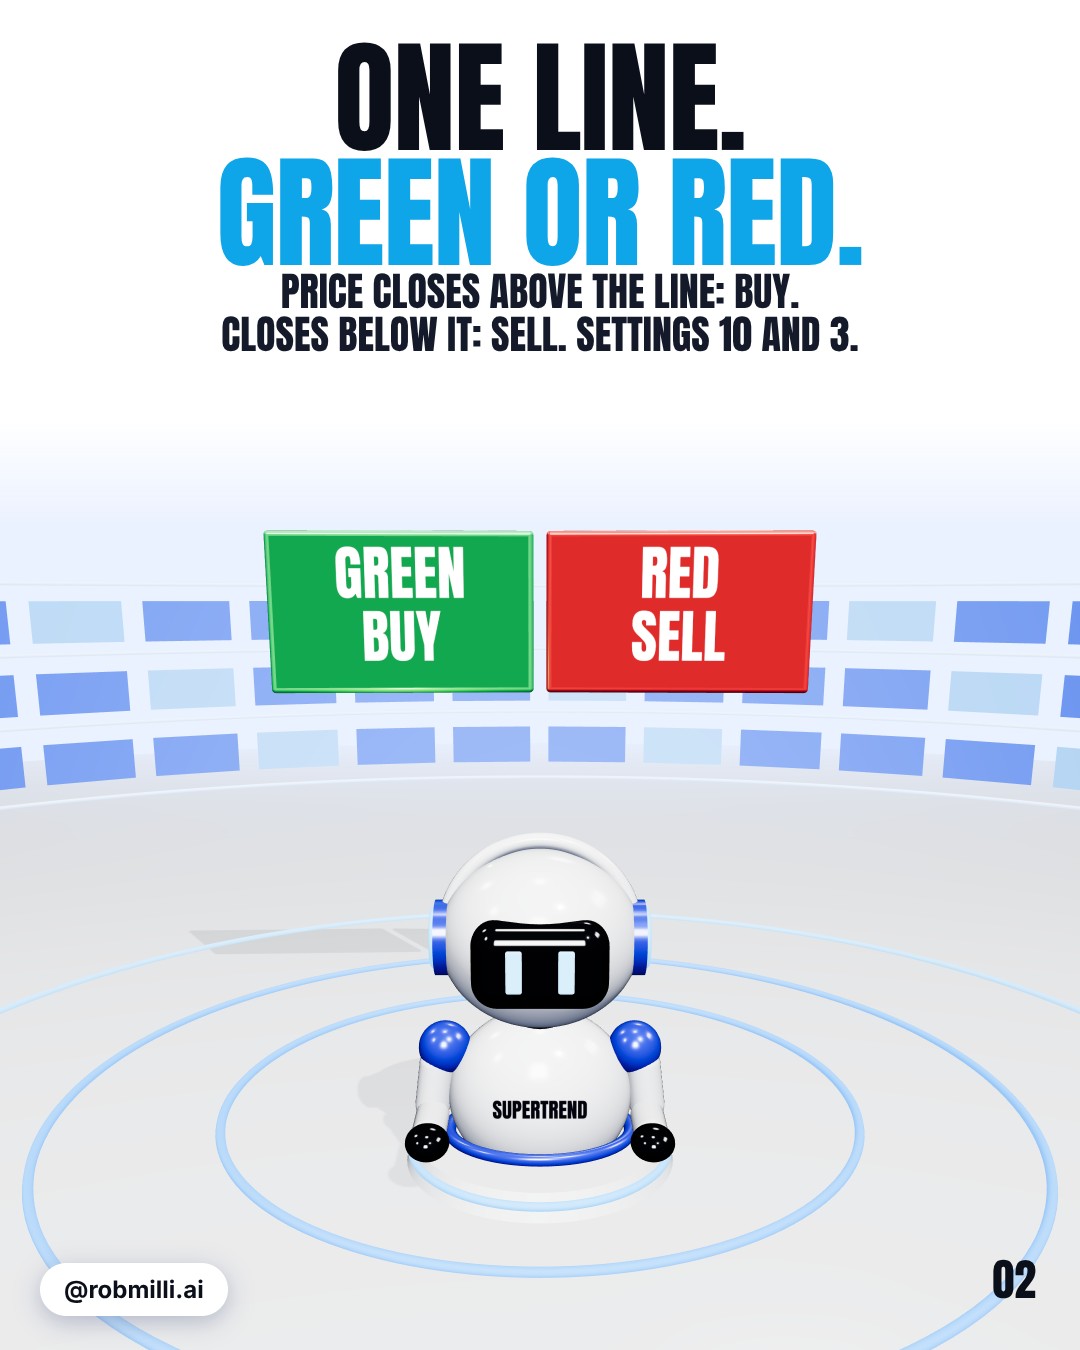 ONE LINE.
GREEN OR RED.
PRICE CLOSES ABOVE THE LINE: BUY.
CLOSES BELOW IT: SELL. SETTINGS 10 AND 3.
GREEN
BUY
RED
SELL
SUPERTREND
@robmilli.ai
02